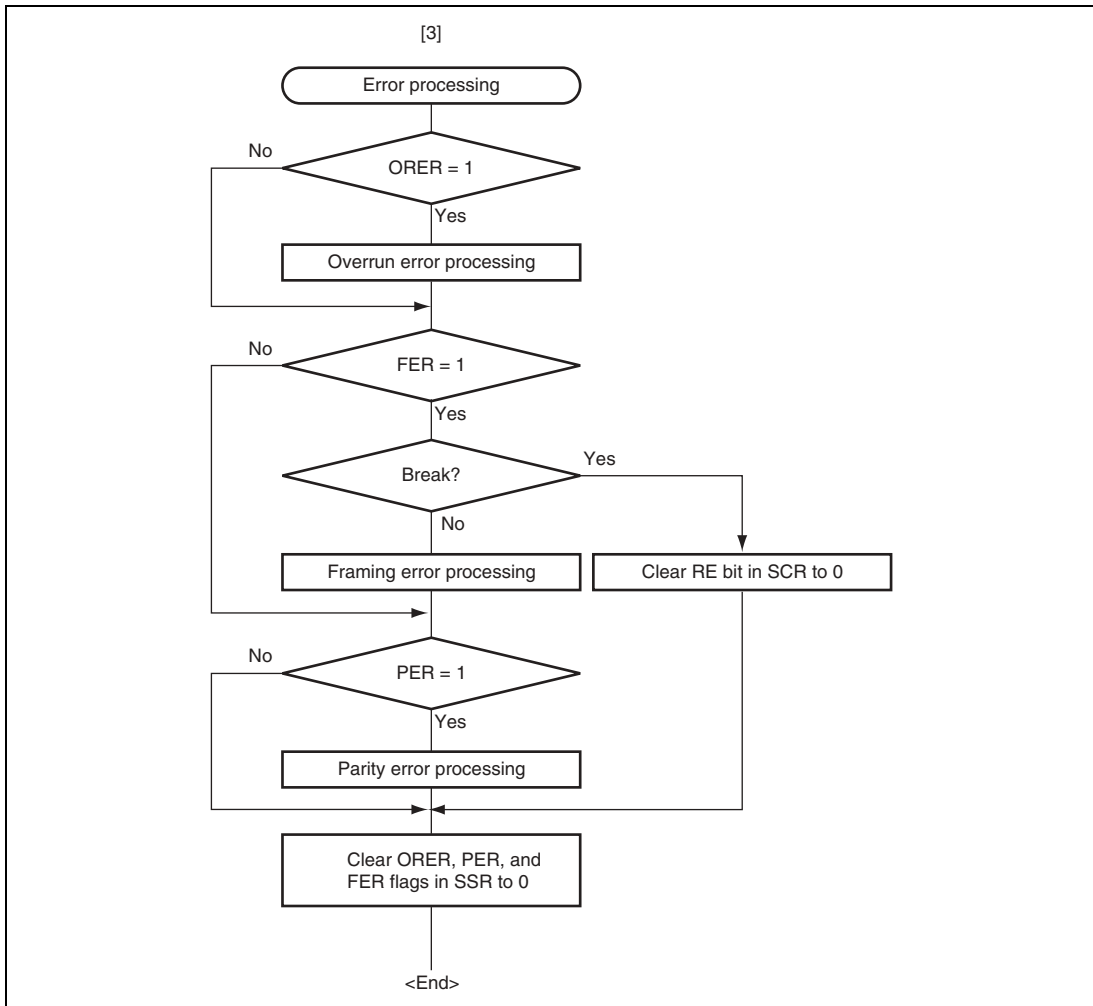 [3]
Error processing
No
ORER = 1
Yes
Overrun error processing
No
FER = 1
Yes
Break?
Yes
No
Framing error processing
Clear RE bit in SCR to 0
No
PER = 1
Yes
Parity error processing
Clear ORER, PER, and
FER flags in SSR to 0
<End>